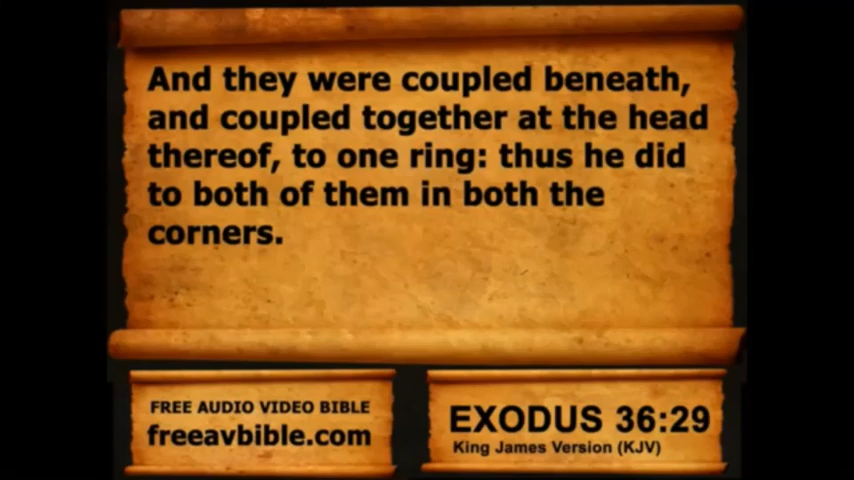 And they were coupled beneath,
and coupled together at the head
thereof, to one ring: thus he did
to both of them in both the
corners.
FREE AUDIO VIDEO BIBLE
freeavbible.com
EXODUS 36:29
King James Version (KJV)